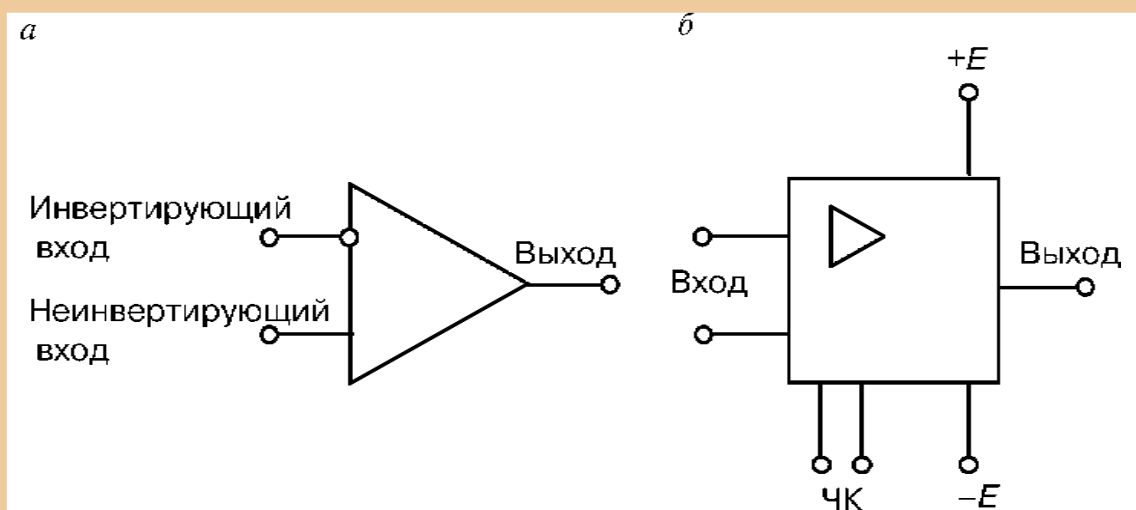 а
б
+E
Инвертирующий
вход
Выход
Неинвертирующий
вход
Вход
Выход
ЧК
–E